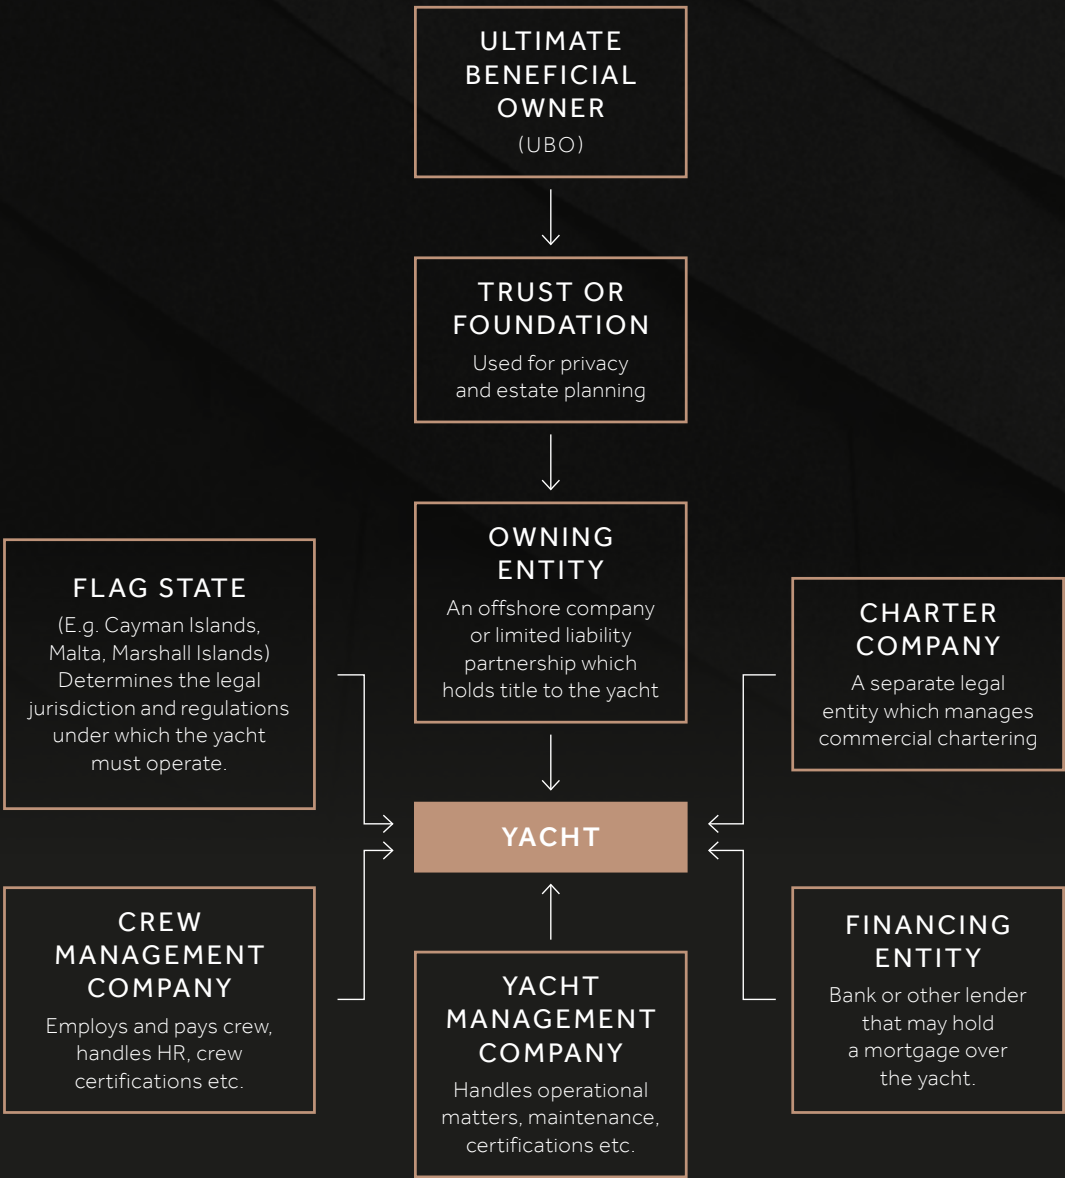 ULTIMATE
BENEFICIAL
OWNER
(UBO)
TRUST OR
FOUNDATION
Used for privacy
and estate planning
OWNING
ENTITY
An offshore company
or limited liability
partnership which
holds title to the yacht
FLAG STATE
(E.g. Cayman Islands,
Malta, Marshall Islands)
Determines the legal
jurisdiction and regulations
under which the yacht
must operate.
CHARTER
COMPANY
A separate legal
entity which manages
commercial chartering
YACHT
CREW
MANAGEMENT
COMPANY
Employs and pays crew,
handles HR, crew
certifications etc.
YACHT
MANAGEMENT
COMPANY
Handles operational
matters, maintenance,
certifications etc.
FINANCING
ENTITY
Bank or other lender
that may hold
a mortgage over
the yacht.